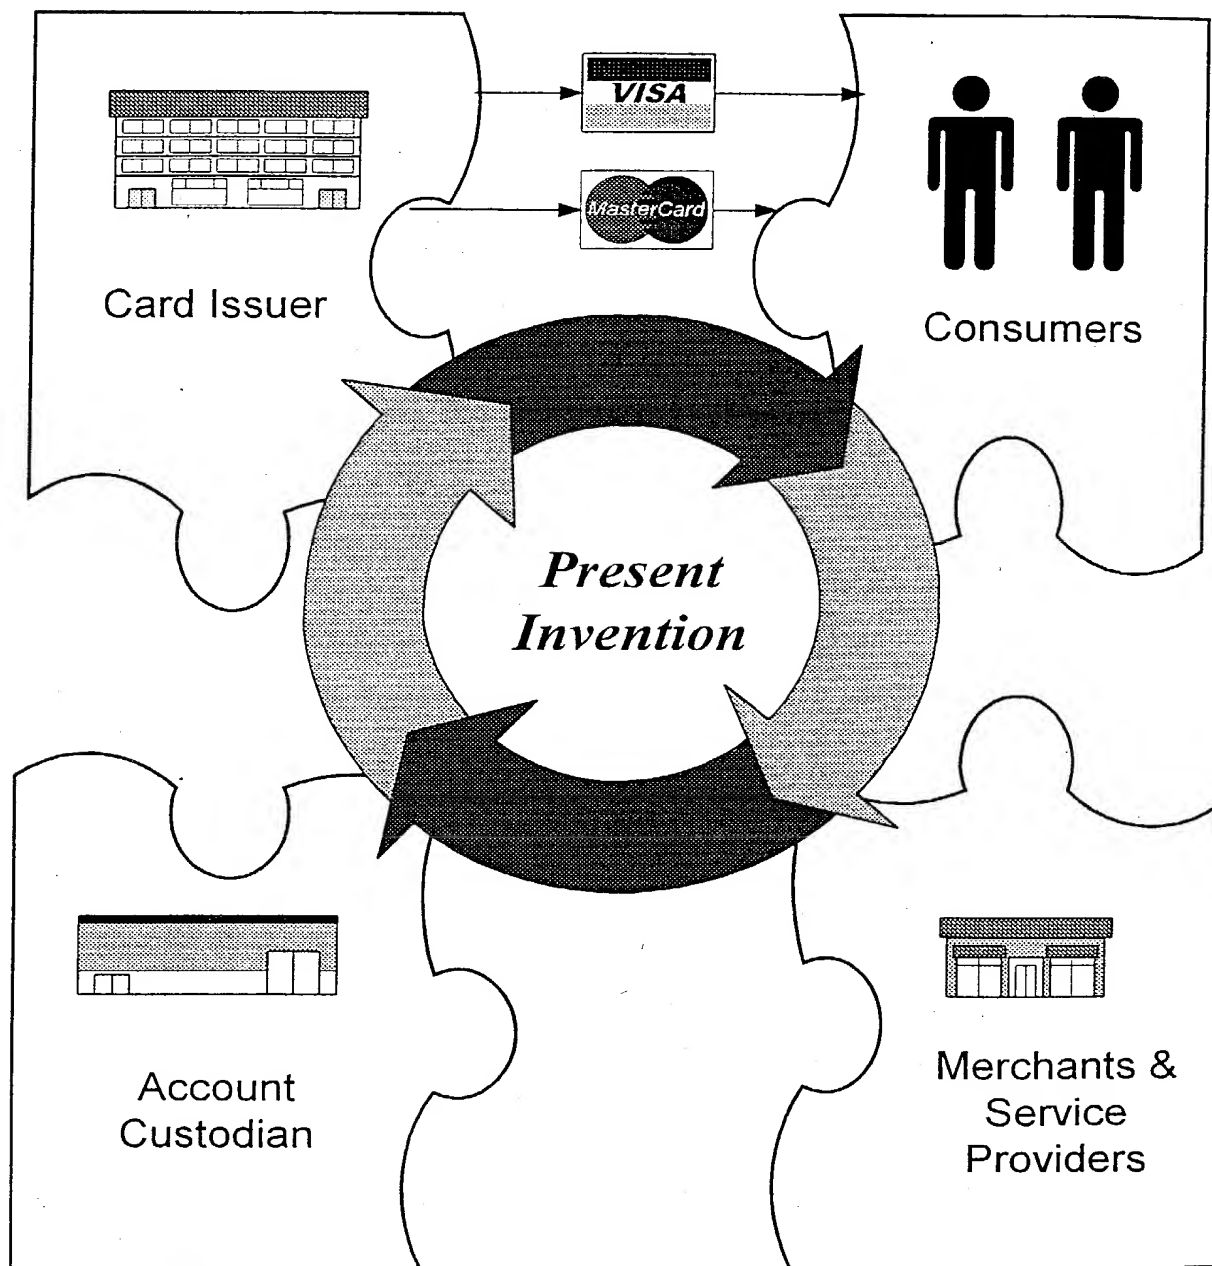 VISA
MasterCard
Card Issuer
Consumers
Present
Invention
Account
Custodian
Merchants &
Service
Providers